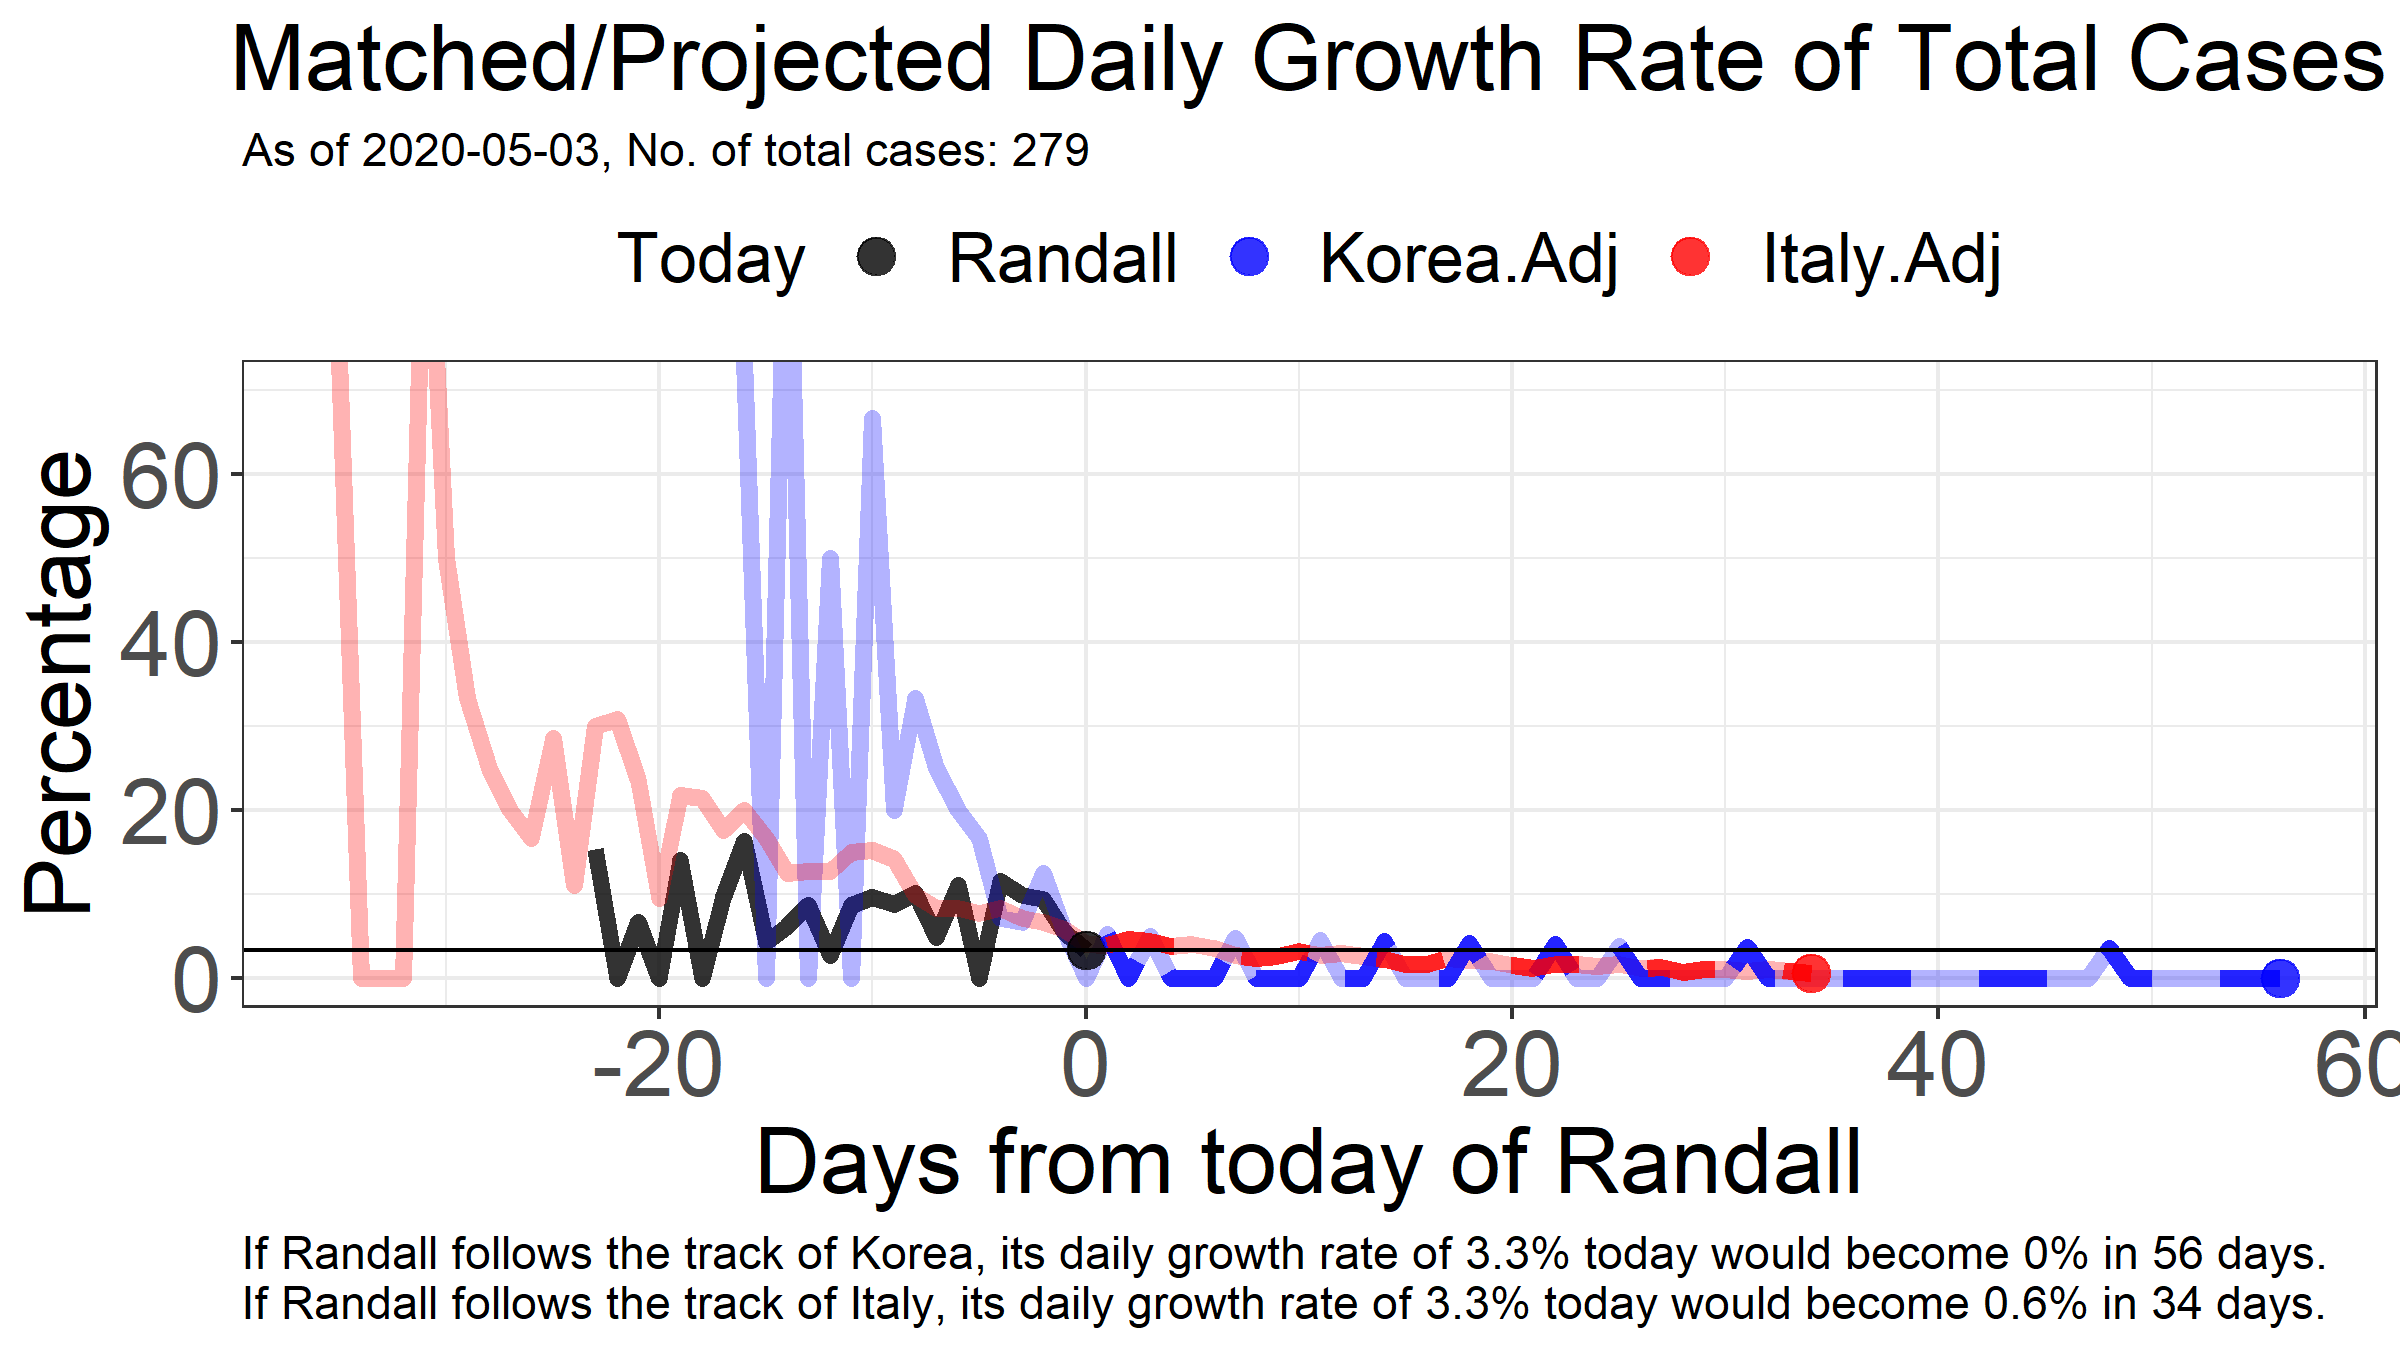 Matched/Projected Daily Growth Rate of Total Cases
As of 2020-05-03, No. of total cases: 279
Today Randall Korea.Adj Italy.Adj
Percentage
60
40
20
0
-20 0 20 40 60
Days from today of Randall
If Randall follows the track of Korea, its daily growth rate of 3.3% today would become 0% in 56 days.
If Randall follows the track of Italy, its daily growth rate of 3.3% today would become 0.6% in 34 days.